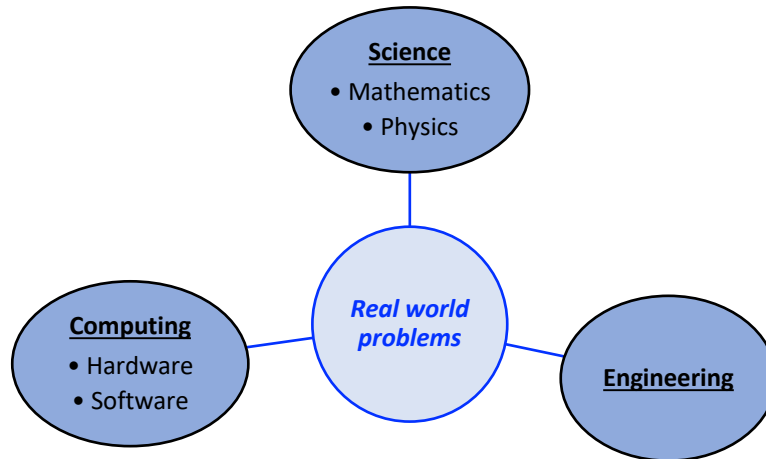 Science
• Mathematics
• Physics
Real world
problems
Computing
• Hardware
• Software
Engineering